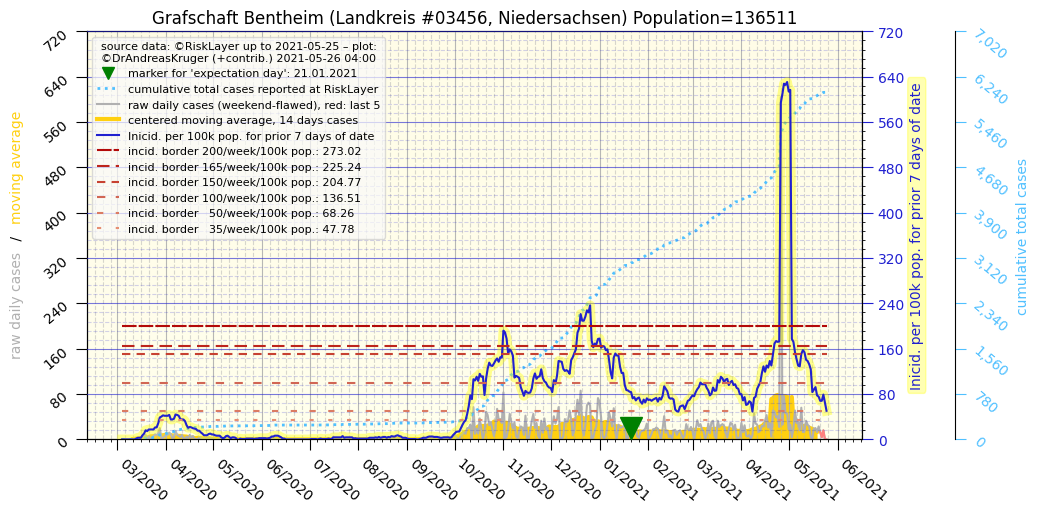 Grafschaft Bentheim (Landkreis #03456, Niedersachsen) Population=136511
source data: ©RiskLayer up to 2021-05-25 – plot:
©DrAndreasKruger (+contrib.) 2021-05-26 04:00
marker for 'expectation day': 21.01.2021
cumulative total cases reported at RiskLayer
raw daily cases (weekend-flawed), red: last 5
centered moving average, 14 days cases
Inicid. per 100k pop. for prior 7 days of date
incid. border 200/week/100k pop.: 273.02
incid. border 165/week/100k pop.: 225.24
incid. border 150/week/100k pop.: 204.77
incid. border 100/week/100k pop.: 136.51
incid. border 50/week/100k pop.: 68.26
incid. border 35/week/100k pop.: 47.78
raw daily cases / moving average
720
640
560
480
400
320
240
160
80
0
03/2020
04/2020
05/2020
06/2020
07/2020
08/2020
09/2020
10/2020
11/2020
12/2020
01/2021
02/2021
03/2021
04/2021
05/2021
06/2021
720
640
560
480
400
320
240
160
80
0
Inicid. per 100k pop. for prior 7 days of date
7,020
6,240
5,460
4,680
3,900
3,120
2,340
1,560
780
0
cumulative total cases